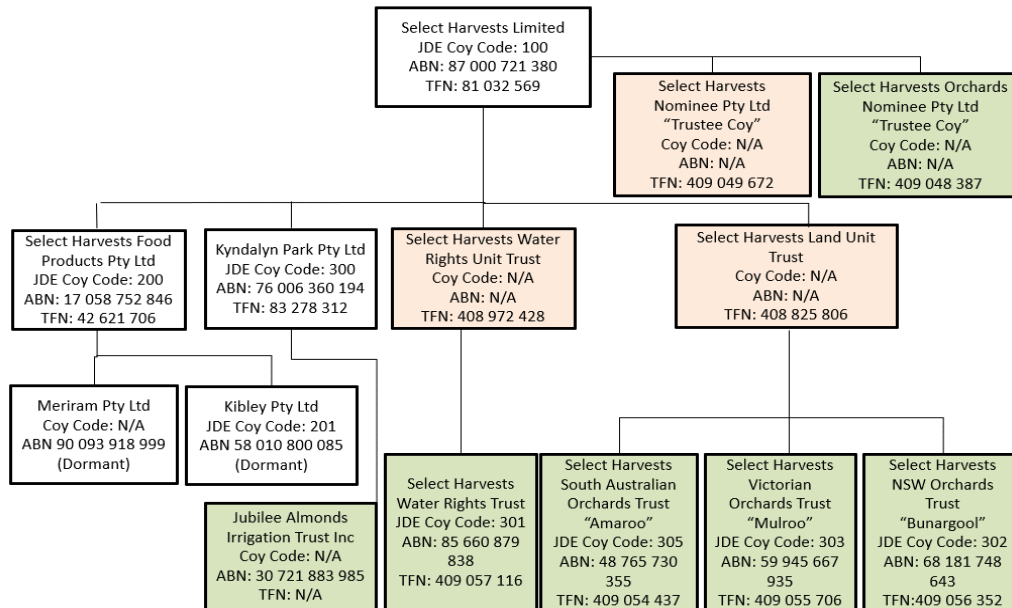 Select Harvests Limited
JDE Coy Code: 100
ABN: 87 000 721 380
TFN: 81 032 569
Select Harvests
Nominee Pty Ltd
“Trustee Coy”
Coy Code: N/A
ABN: N/A
TFN: 409 049 672
Select Harvests Orchards
Nominee Pty Ltd
“Trustee Coy”
Coy Code: N/A
ABN: N/A
TFN: 409 048 387
Select Harvests Food
Products Pty Ltd
JDE Coy Code: 200
ABN: 17 058 752 846
TFN: 42 621 706
Kyndalyn Park Pty Ltd
JDE Coy Code: 300
ABN: 76 006 360 194
TFN: 83 278 312
Select Harvests Water
Rights Unit Trust
Coy Code: N/A
ABN: N/A
TFN: 408 972 428
Select Harvests Land Unit
Trust
Coy Code: N/A
ABN: N/A
TFN: 408 825 806
Meriram Pty Ltd
Coy Code: N/A
ABN 90 093 918 999
(Dormant)
Kibley Pty Ltd
JDE Coy Code: 201
ABN 58 010 800 085
(Dormant)
Jubilee Almonds
Irrigation Trust Inc
Coy Code: N/A
ABN: 30 721 883 985
TFN: N/A
Select Harvests
Water Rights Trust
JDE Coy Code: 301
ABN: 85 660 879
838
TFN: 409 057 116
Select Harvests
South Australian
Orchards Trust
“Amaroo”
JDE Coy Code: 305
ABN: 48 765 730
355
TFN: 409 054 437
Select Harvests
Victorian
Orchards Trust
“Mulroo”
JDE Coy Code: 303
ABN: 59 945 667
935
TFN: 409 055 706
Select Harvests
NSW Orchards
Trust
“Bunargool”
JDE Coy Code: 302
ABN: 68 181 748
643
TFN:409 056 352